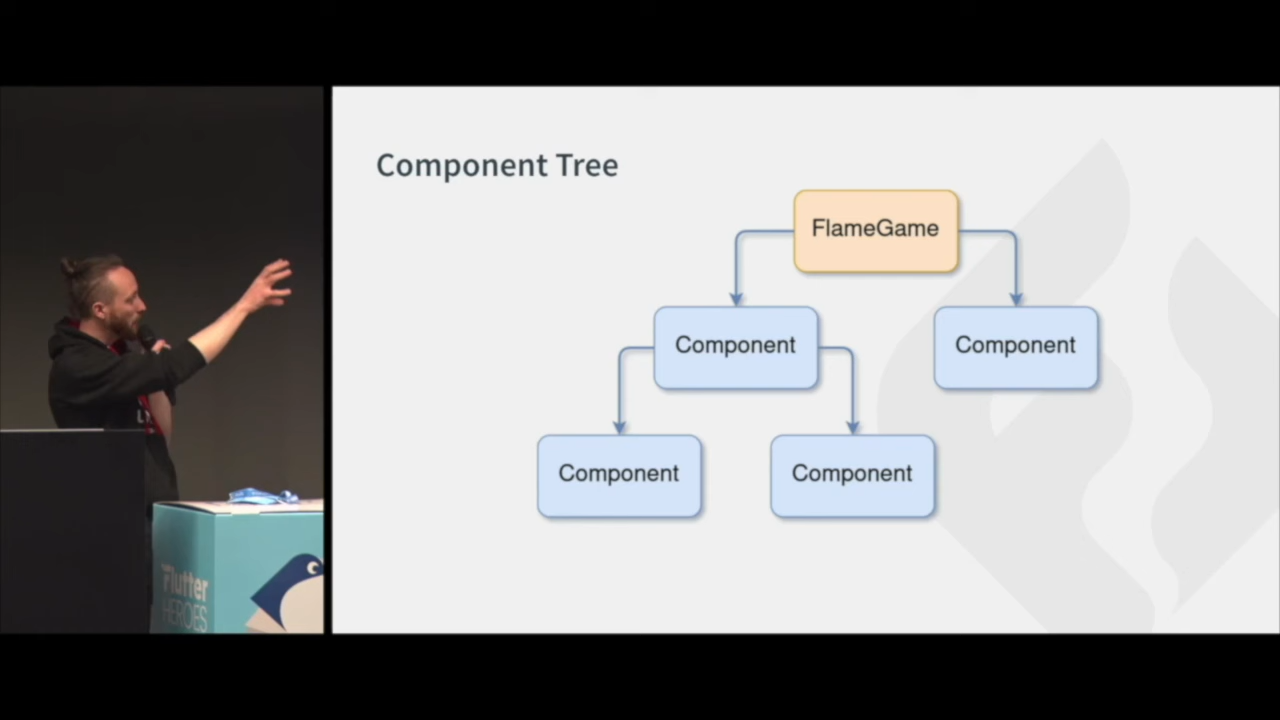 Component Tree
FlameGame
Component
Component
Component
Component
Flutter
HEROES